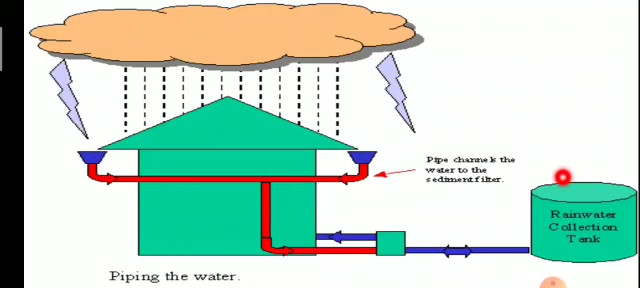 Pipe channels the
water to the
sediment filter.
Rainwater
Collection
Tank
Piping the water.